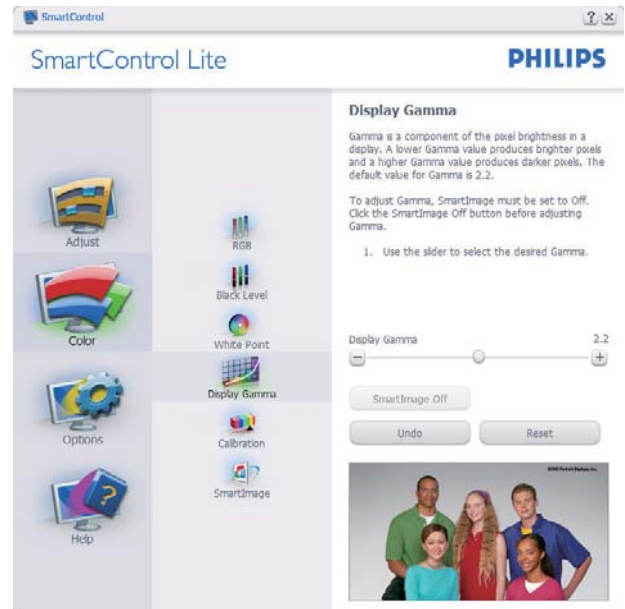 SmartControl
SmartControl Lite
PHILIPS
Adjust
Color
Options
Help
RGB
Black Level
White Point
Display Gamma
Calibration
SmartImage
Display Gamma
Gamma is a component of the pixel brightness in a
display. A lower Gamma value produces brighter pixels
and a higher Gamma value produces darker pixels. The
default value for Gamma is 2.2.
To adjust Gamma, SmartImage must be set to Off.
Click the SmartImage Off button before adjusting
Gamma.
1. Use the slider to select the desired Gamma.
Display Gamma 2.2
SmartImage Off
Undo Reset